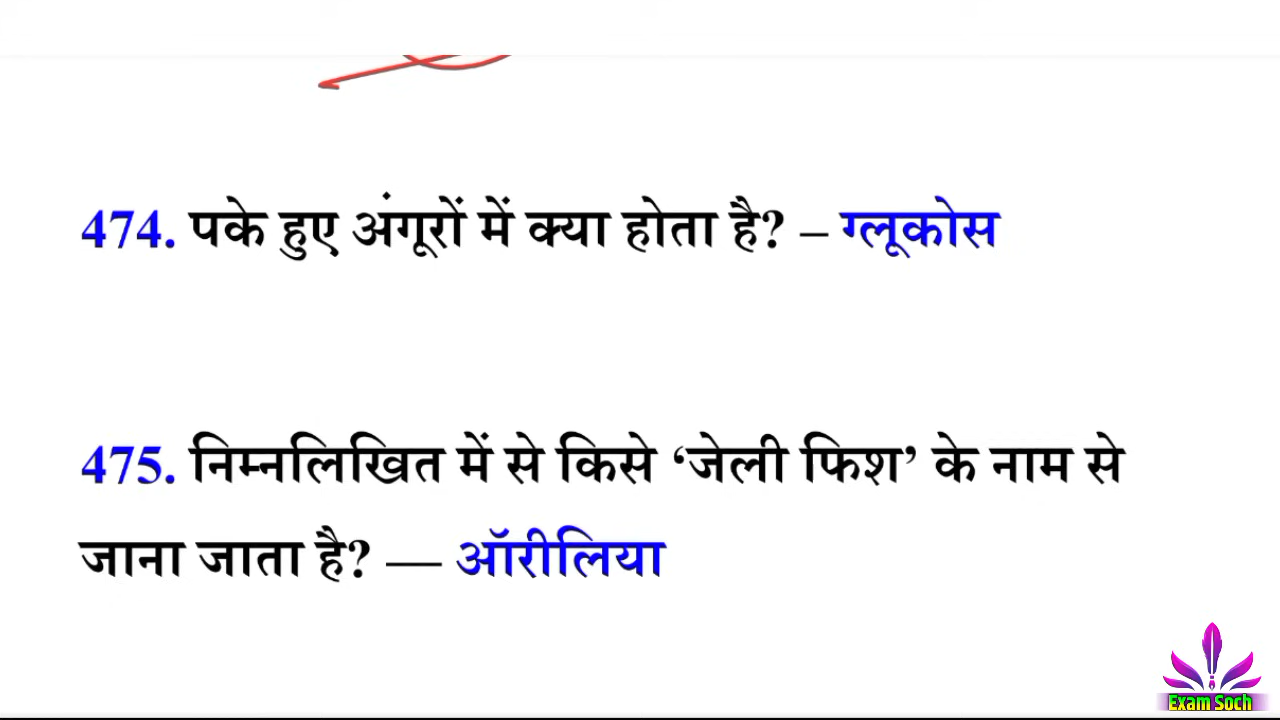 474. पके हुए अंगूरों में क्या होता है? – ग्लूकोस
475. निम्नलिखित में से किसे ‘जेली फिश’ के नाम से
जाना जाता है? — ऑरीलिया
Exam Soch